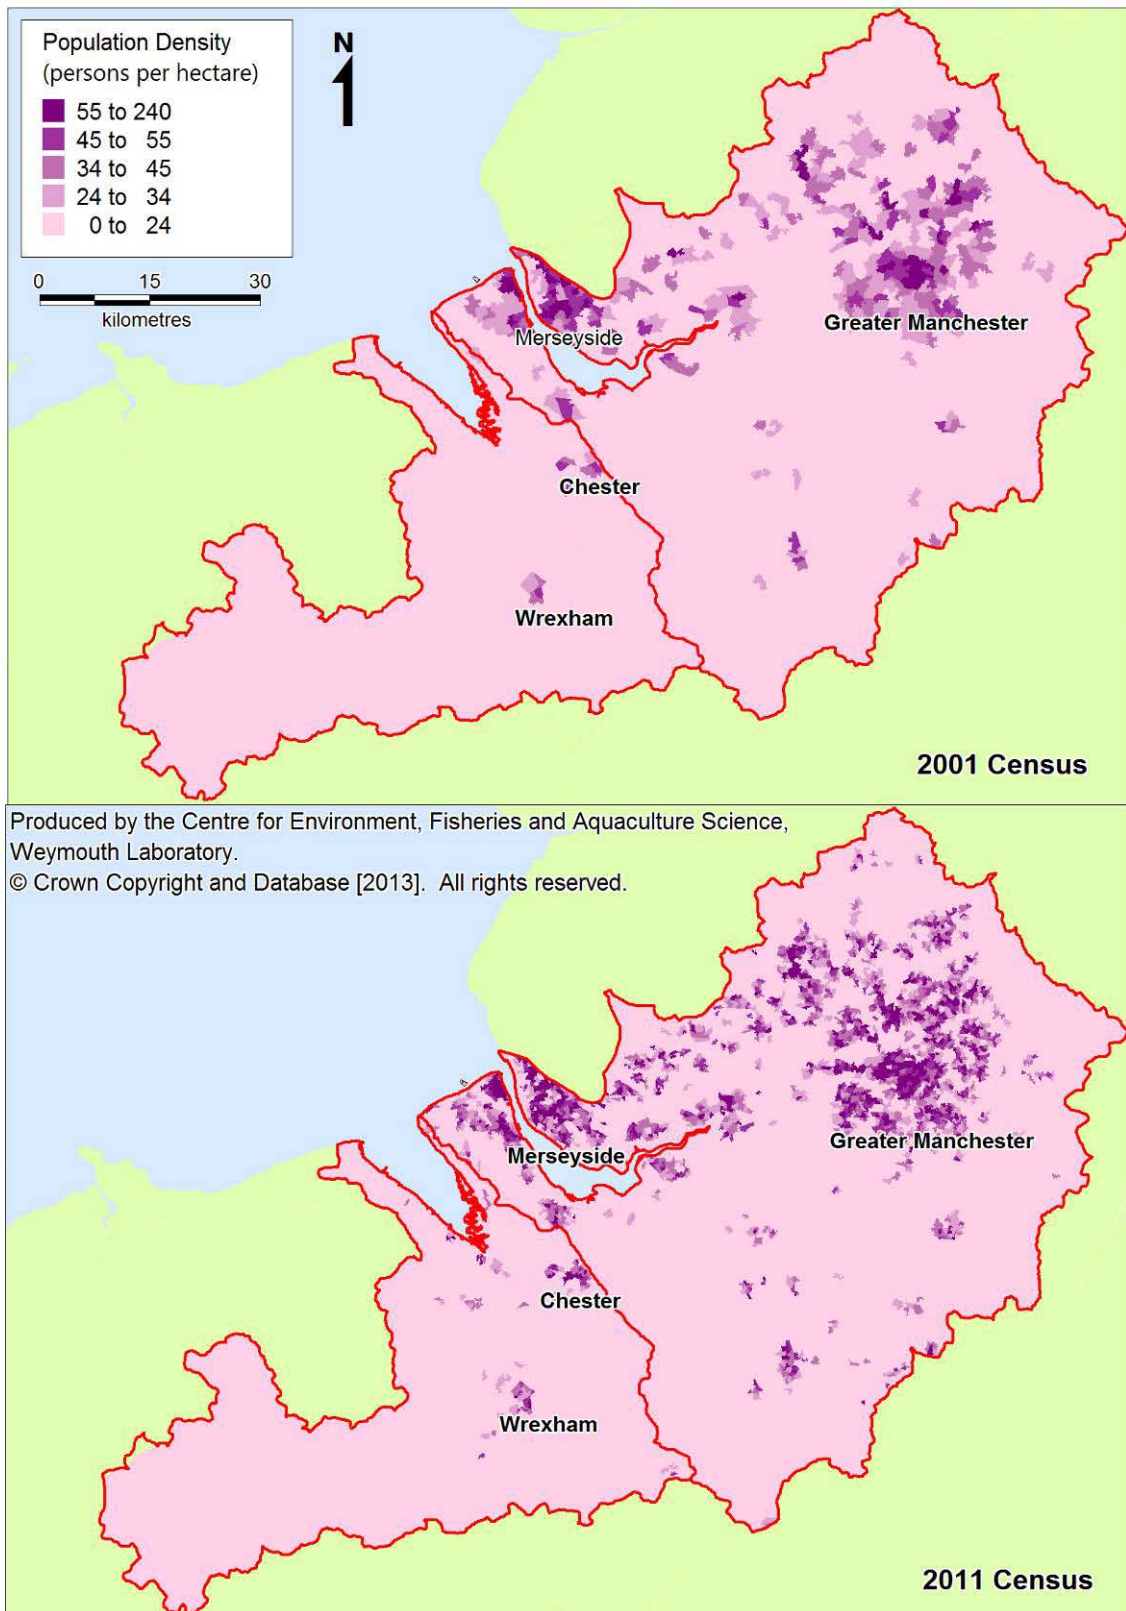 Population Density
(persons per hectare)
55 to 240
45 to 55
34 to 45
24 to 34
0 to 24
N
0 15 30
kilometres
Merseyside
Greater Manchester
Chester
Wrexham
2001 Census
Produced by the Centre for Environment, Fisheries and Aquaculture Science,
Weymouth Laboratory.
© Crown Copyright and Database [2013]. All rights reserved.
Greater Manchester
Merseyside
Chester
Wrexham
2011 Census